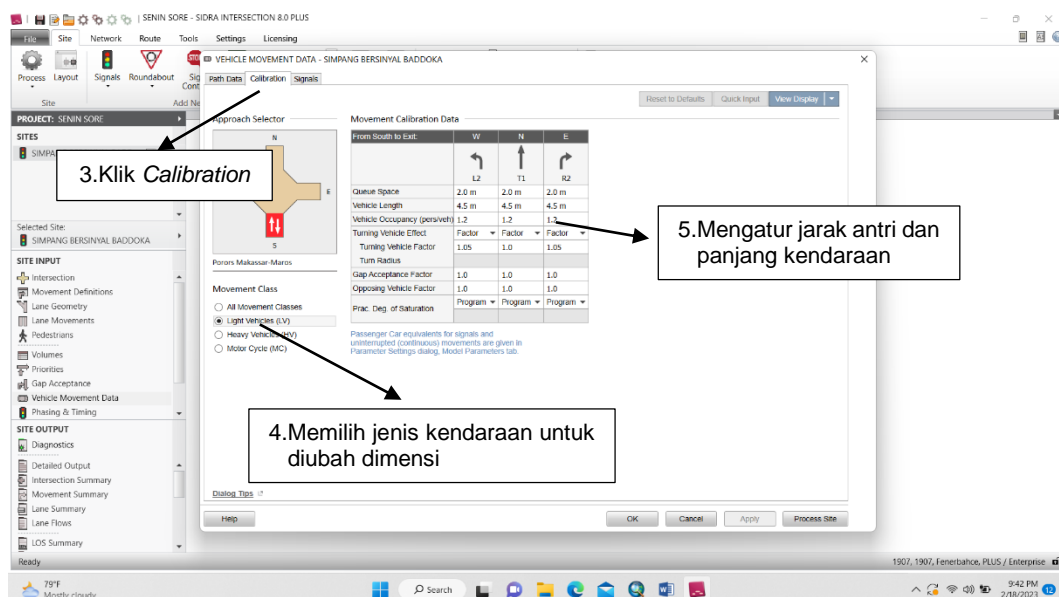 SENIN SORE - SIDRA INTERSECTION 8.0 PLUS
File Site Network Route Tools Settings Licensing
Process Layout Signals Roundabout
Site
VEHICLE MOVEMENT DATA - SIMPANG BERSINYAL BADDOKA
Path Data Calibration Signals
Reset to Defaults Quick Input View Display
PROJECT: SENIN SORE
SITES
Selected Site:
SIMPANG BERSINYAL BADDOKA
SITE INPUT
Intersection
Movement Definitions
Lane Geometry
Lane Movements
Pedestrians
Volumes
Priorities
Gap Acceptance
Vehicle Movement Data
Phasing & Timing
SITE OUTPUT
Diagnostics
Detailed Output
Intersection Summary
Movement Summary
Lane Summary
Lane Flows
LOS Summary
Approach Selector
N
E
S
Porors Makassar-Maros
Movement Class
All Movement Classes
Light Vehicles (LV)
Heavy Vehicles (HV)
Motor Cycle (MC)
Movement Calibration Data
From South to Exit: W N E
L2 T1 R2
Queue Space 2.0 m 2.0 m 2.0 m
Vehicle Length 4.5 m 4.5 m 4.5 m
Vehicle Occupancy (pers/veh) 1.2 1.2 1.2
Turning Vehicle Effect Factor Factor Factor
Turning Vehicle Factor 1.05 1.0 1.05
Turn Radius
Gap Acceptance Factor 1.0 1.0 1.0
Opposing Vehicle Factor 1.0 1.0 1.0
Prac. Deg. of Saturation Program Program Program
Passenger Car equivalents for signals and
uninterrupted (continuous) movements are given in
Parameter Settings dialog, Model Parameters tab.
3.Klik Calibration
5.Mengatur jarak antri dan
panjang kendaraan
4.Memilih jenis kendaraan untuk
diubah dimensi
Dialog Tips
Help OK Cancel Apply Process Site
Ready
1907, 1907, Fenerbahce, PLUS / Enterprise
79°F
Mostly cloudy
Search
9:42 PM
2/18/2023
12